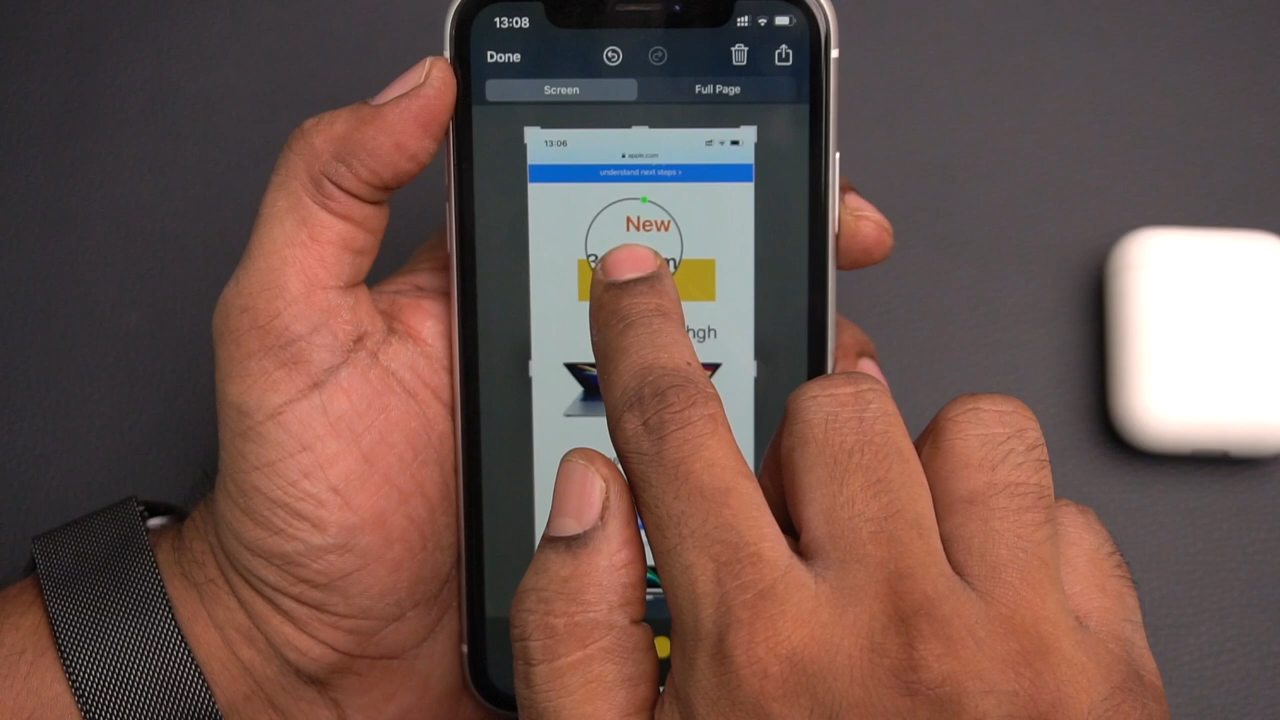 13:08
Done
Screen Full Page
13:06
apple.com
understand next steps >
New
hgh